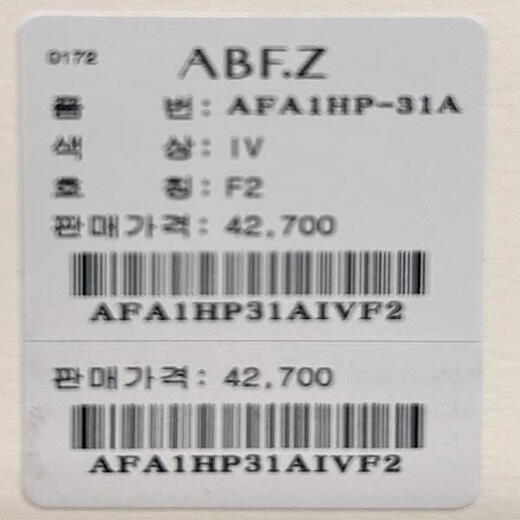 0172
ABF.Z
품 번: AFA1HP-31A
색 상: IV
호 칭: F2
판매가격: 42,700
AFA1HP31AIVF2
판매가격: 42,700
AFA1HP31AIVF2